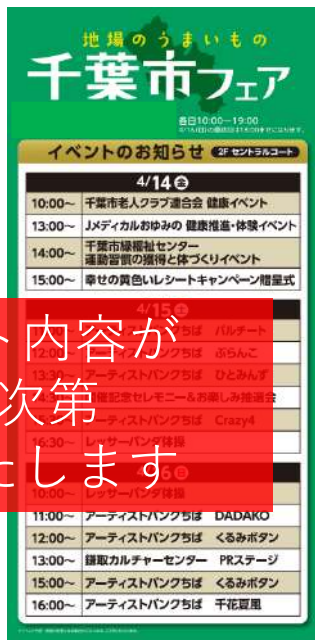 地場のうまいもの
千葉市フェア
各日10:00〜19:00
イベントのお知らせ 2F セントラルコート
4/14㊎
10:00〜 千葉市老人クラブ連合会 健康イベント
13:00〜 Jメディカルおゆみの 健康推進・体験イベント
14:00〜 千葉市緑福祉センター
運動習慣の獲得と体づくりイベント
15:00〜 幸せの黄色いレシートキャンペーン贈呈式
4/15㊏
アーティストバンクちば パルチート
12:00〜 アーティストバンクちば ぶらんこ
13:30〜 アーティストバンクちば ひとみんず
開催記念セレモニー&お楽しみ抽選会
アーティストバンクちば Crazy4
16:30〜 レッサーパンダ体操
ト内容が
次第
たします
6㊐
10:00〜 レッサーパンダ体操
11:00〜 アーティストバンクちば DADAKO
12:00〜 アーティストバンクちば くるみボタン
13:00〜 鎌取カルチャーセンター PRステージ
15:00〜 アーティストバンクちば くるみボタン
16:00〜 アーティストバンクちば 千花夏風